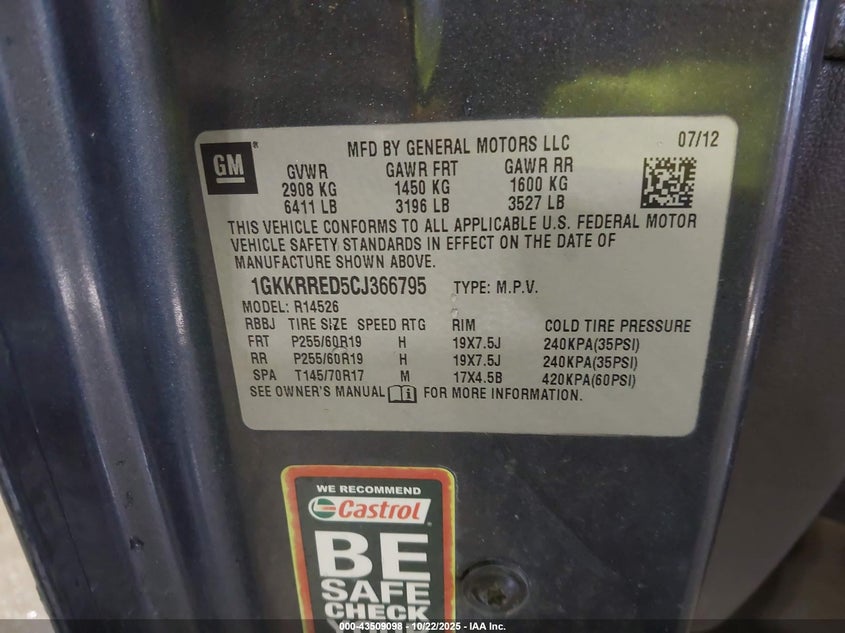 GM
MFD BY GENERAL MOTORS LLC 07/12
GVWR GAWR FRT GAWR RR
2908 KG 1450 KG 1600 KG
6411 LB 3196 LB 3527 LB
THIS VEHICLE CONFORMS TO ALL APPLICABLE U.S. FEDERAL MOTOR
VEHICLE SAFETY STANDARDS IN EFFECT ON THE DATE OF
MANUFACTURE SHOWN ABOVE.
1GKKRRED5CJ366795 TYPE: M.P.V.
MODEL: R14526
RBBJ TIRE SIZE SPEED RTG RIM COLD TIRE PRESSURE
FRT P255/60R19 H 19X7.5J 240KPA(35PSI)
RR P255/60R19 H 19X7.5J 240KPA(35PSI)
SPA T145/70R17 M 17X4.5B 420KPA(60PSI)
SEE OWNER'S MANUAL FOR MORE INFORMATION.
WE RECOMMEND
Castrol
BE
SAFE
CHECK
000-43509098 - 10/22/2025 - IAA Inc.